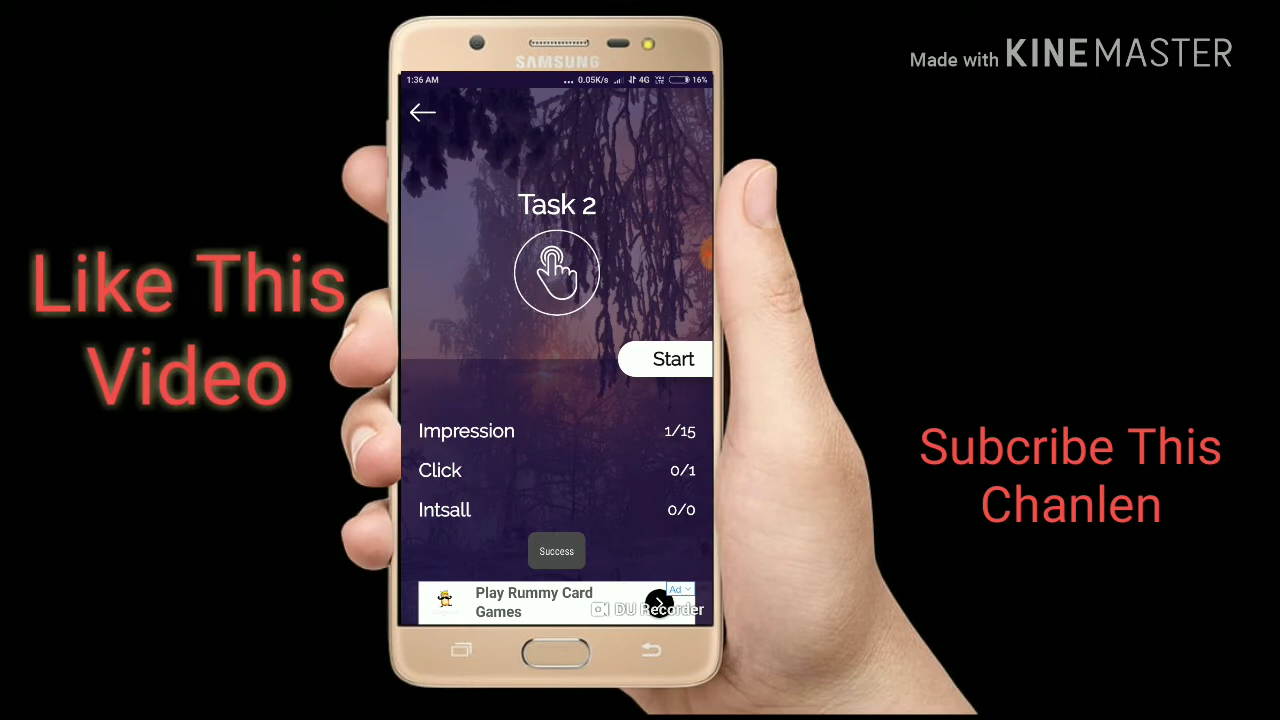 Made with KINEMASTER
SAMSUNG
1:36 AM
... 0.05K/s 4G VoLTE 16%
Task 2
Like This
Video
Start
Impression 1/15
Click 0/1
Intsall 0/0
Subcribe This
Chanlen
Success
Play Rummy Card
Games
Ad
DU Recorder